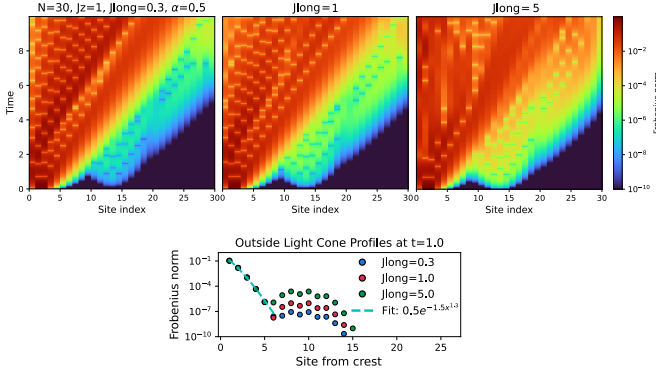 N=30, Jz=1, Jlong=0.3, α=0.5
Jlong=1
Jlong= 5
Time
8
6
4
2
0
0 5 10 15 20 25 30
0 5 10 15 20 25 30
0 5 10 15 20 25 30
Site index
Site index
Site index
10⁻²
10⁻⁴
10⁻⁶
10⁻⁸
10⁻¹⁰
Frobenius norm
Outside Light Cone Profiles at t=1.0
Frobenius norm
10⁻¹
10⁻⁴
10⁻⁷
10⁻¹⁰
Jlong=0.3
Jlong=1.0
Jlong=5.0
Fit: 0.5e⁻¹·⁵ˣ¹·³
0 5 10 15 20 25
Site from crest